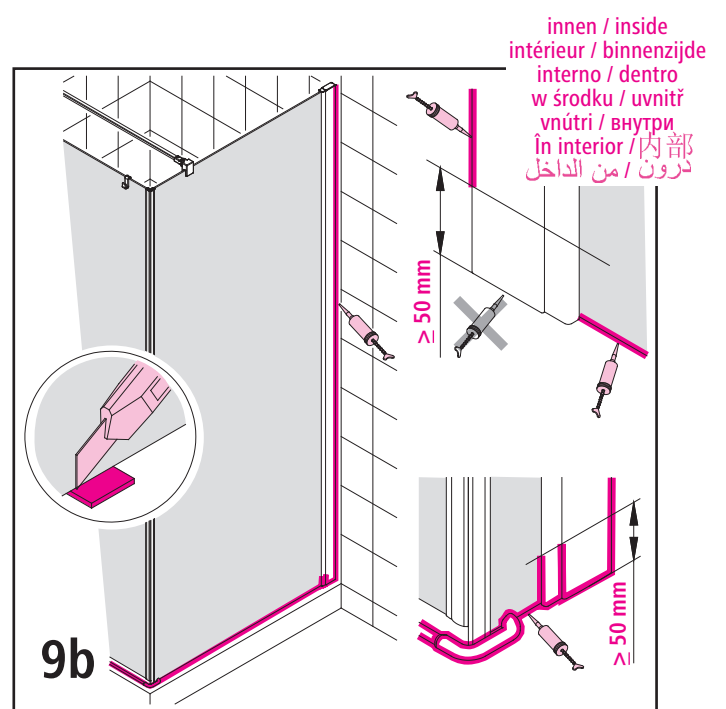 innen / inside
intérieur / binnenzijde
interno / dentro
w środku / uvnitř
vnútri / внутри
În interior / 内部
درون / من الداخل
≥ 50 mm
≥ 50 mm
9b